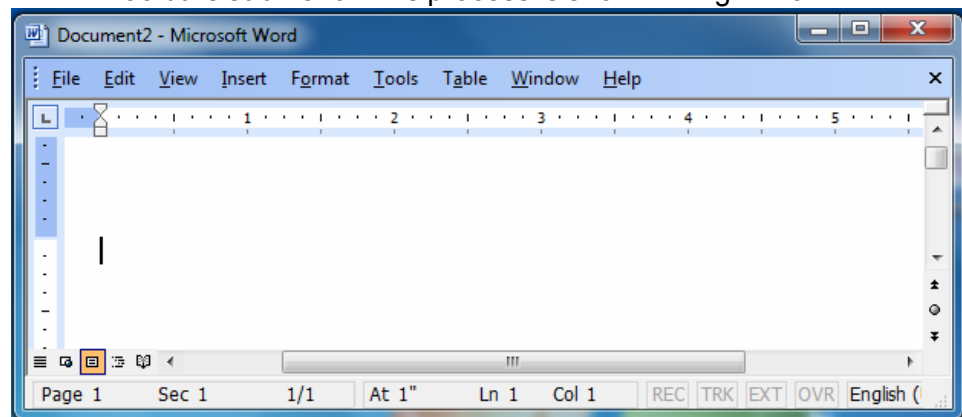 Document2 - Microsoft Word
File Edit View Insert Format Tools Table Window Help
L 1 2 3 4 5
Page 1 Sec 1 1/1 At 1" Ln 1 Col 1 REC TRK EXT OVR English (